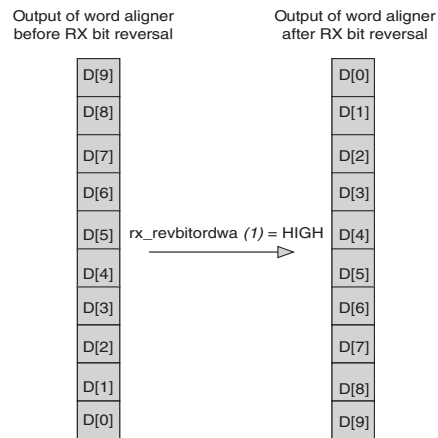 Output of word aligner
before RX bit reversal
D[9]
D[8]
D[7]
D[6]
D[5]
D[4]
D[3]
D[2]
D[1]
D[0]
rx_revbitordwa (1) = HIGH
Output of word aligner
after RX bit reversal
D[0]
D[1]
D[2]
D[3]
D[4]
D[5]
D[6]
D[7]
D[8]
D[9]